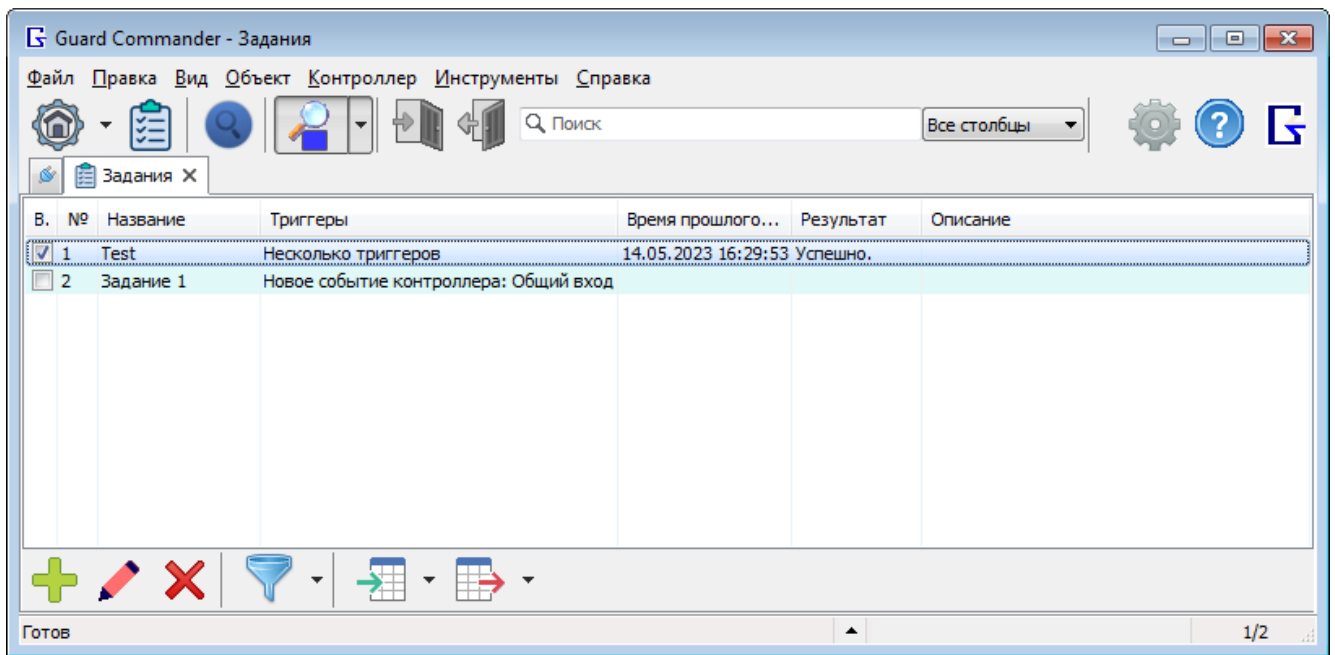 Guard Commander - Задания
Файл Правка Вид Объект Контроллер Инструменты Справка
Поиск Все столбцы
Задания
В. № Название Триггеры Время прошлого... Результат Описание
1 Test Несколько триггеров 14.05.2023 16:29:53 Успешно.
2 Задание 1 Новое событие контроллера: Общий вход
Готов 1/2